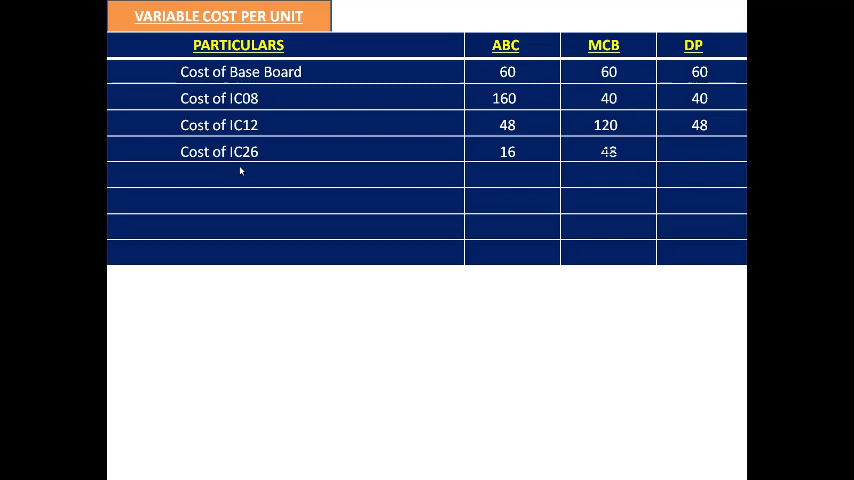 VARIABLE COST PER UNIT
PARTICULARS ABC MCB DP
Cost of Base Board 60 60 60
Cost of IC08 160 40 40
Cost of IC12 48 120 48
Cost of IC26 16 48